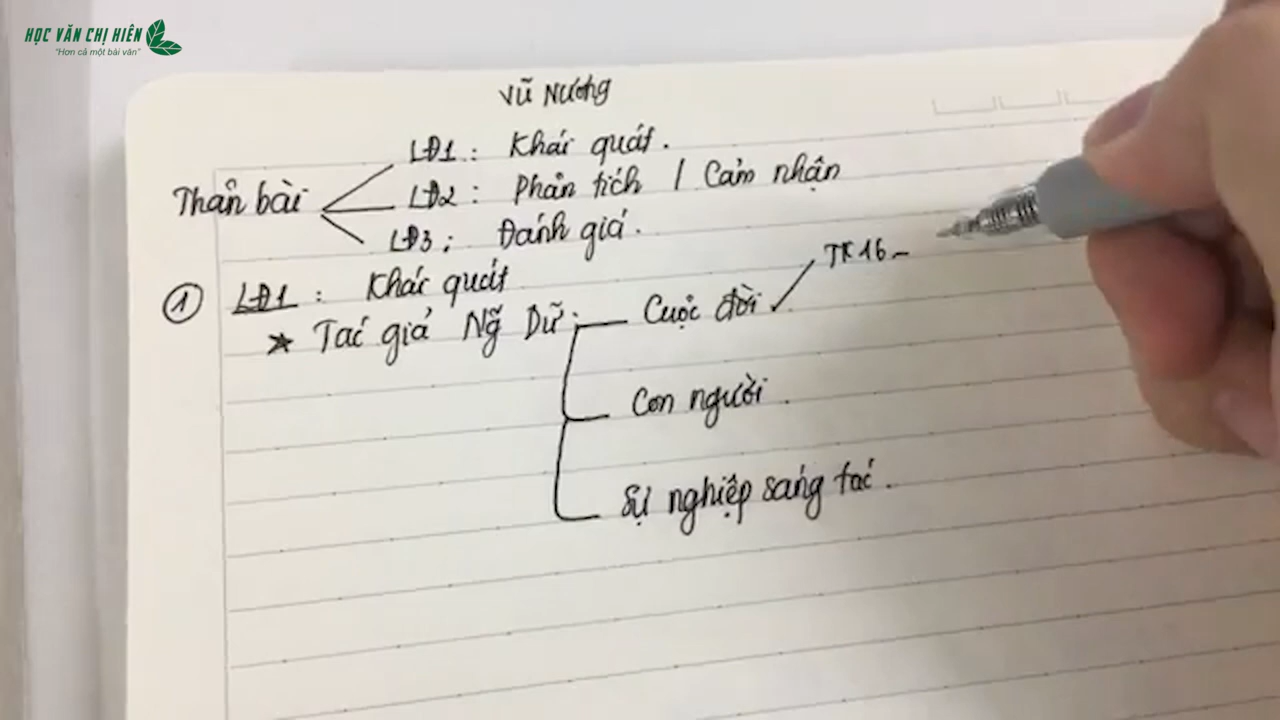 HỌC VĂN CHỊ HIÊN
"Hơn cả một bài văn"
Vũ Nương
Thân bài
LĐ1 : Khái quát.
LĐ2 : Phân tích / Cảm nhận
LĐ3 : Đánh giá.
1 LĐ1 : Khái quát
* Tác giả Ng~ Dữ : Cuộc đời TK 16 –
Con người .
Sự nghiệp sáng tác .